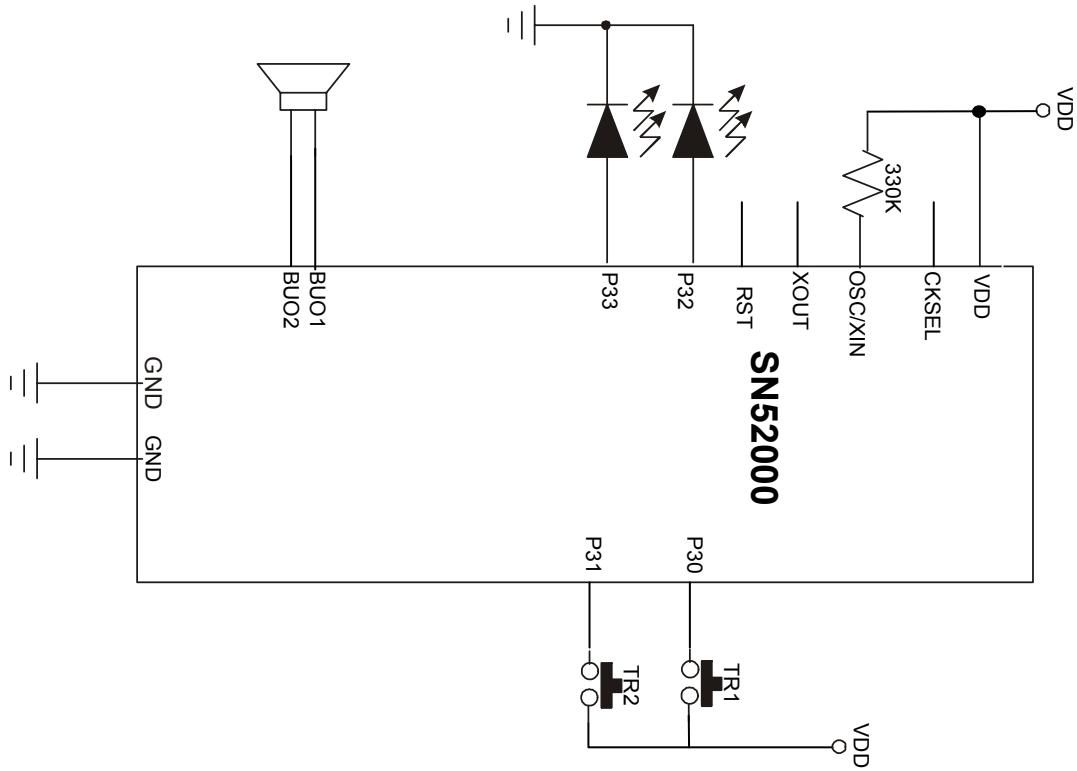 VDD
330K
BUO2
BUO1
P33
P32
RST
XOUT
OSC/XIN
CKSEL
VDD
SN52000
GND
GND
P31
P30
TR2
TR1
VDD